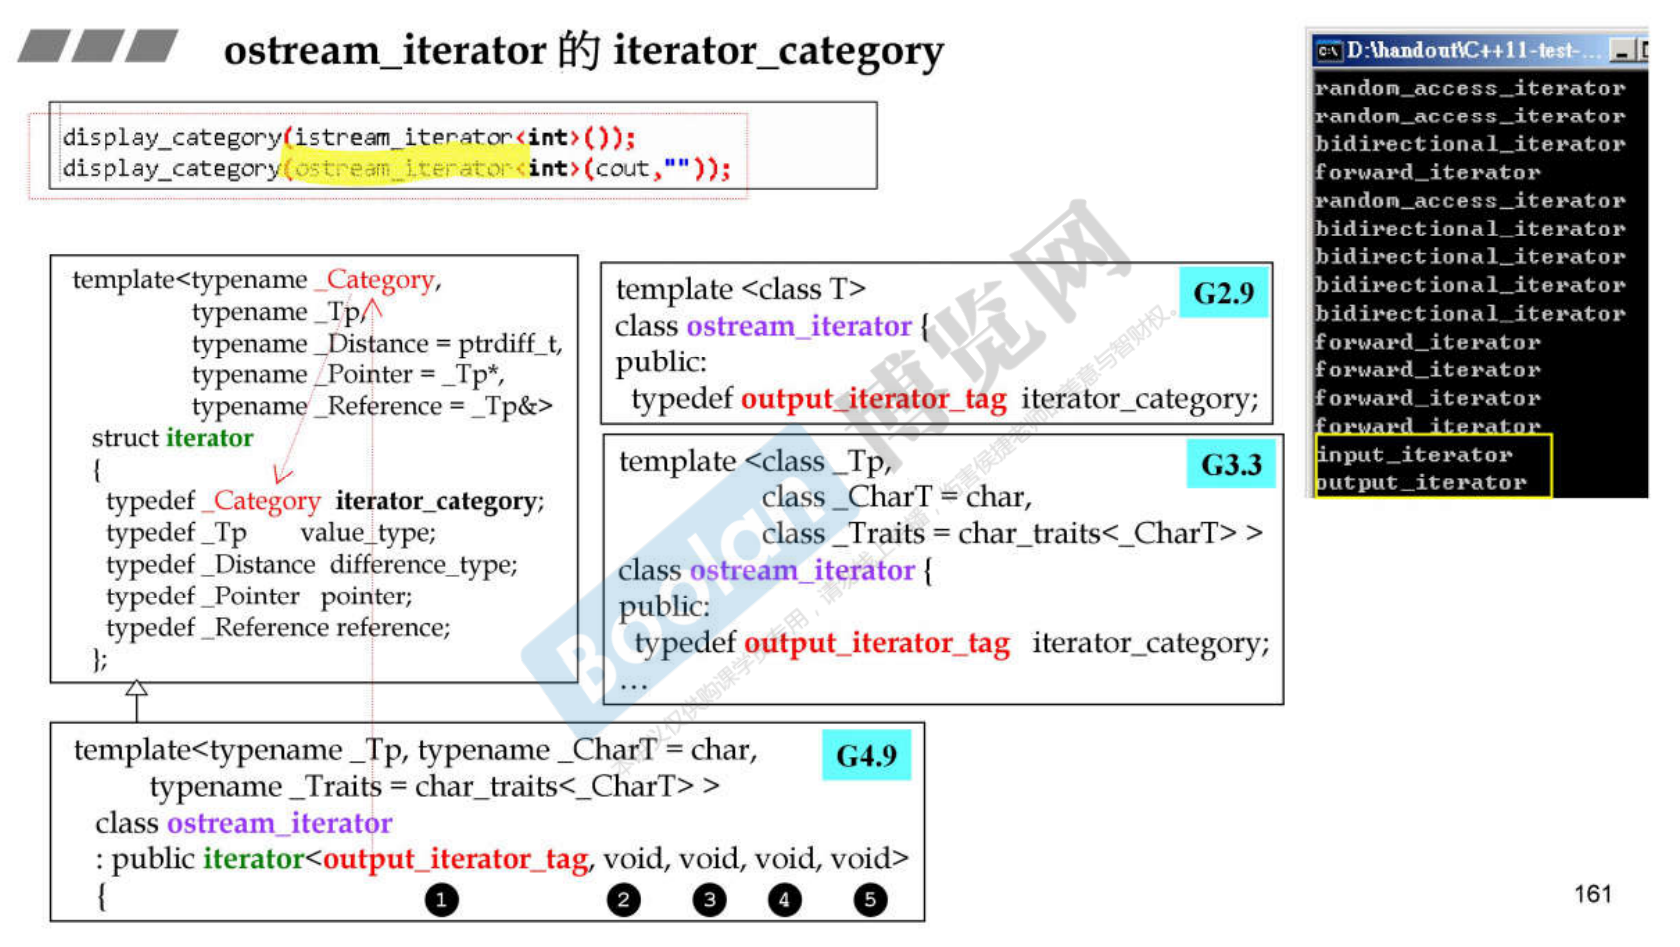 ostream_iterator 的 iterator_category
display_category(istream_iterator<int>());
display_category(ostream_iterator<int>(cout,""));
template<typename _Category,
typename _Tp,
typename _Distance = ptrdiff_t,
typename _Pointer = _Tp*,
typename _Reference = _Tp&>
struct iterator
{
typedef _Category iterator_category;
typedef _Tp value_type;
typedef _Distance difference_type;
typedef _Pointer pointer;
typedef _Reference reference;
};
G2.9
template <class T>
class ostream_iterator {
public:
typedef output_iterator_tag iterator_category;
G3.3
template <class _Tp,
class _CharT = char,
class _Traits = char_traits<_CharT> >
class ostream_iterator {
public:
typedef output_iterator_tag iterator_category;
…
G4.9
template<typename _Tp, typename _CharT = char,
typename _Traits = char_traits<_CharT> >
class ostream_iterator
: public iterator<output_iterator_tag, void, void, void, void>
{ ❶ ❷ ❸ ❹ ❺
D:\handout\C++11-test-...
random_access_iterator
random_access_iterator
bidirectional_iterator
forward_iterator
random_access_iterator
bidirectional_iterator
bidirectional_iterator
bidirectional_iterator
bidirectional_iterator
forward_iterator
forward_iterator
forward_iterator
forward_iterator
input_iterator
output_iterator
Boolan 博览网
161